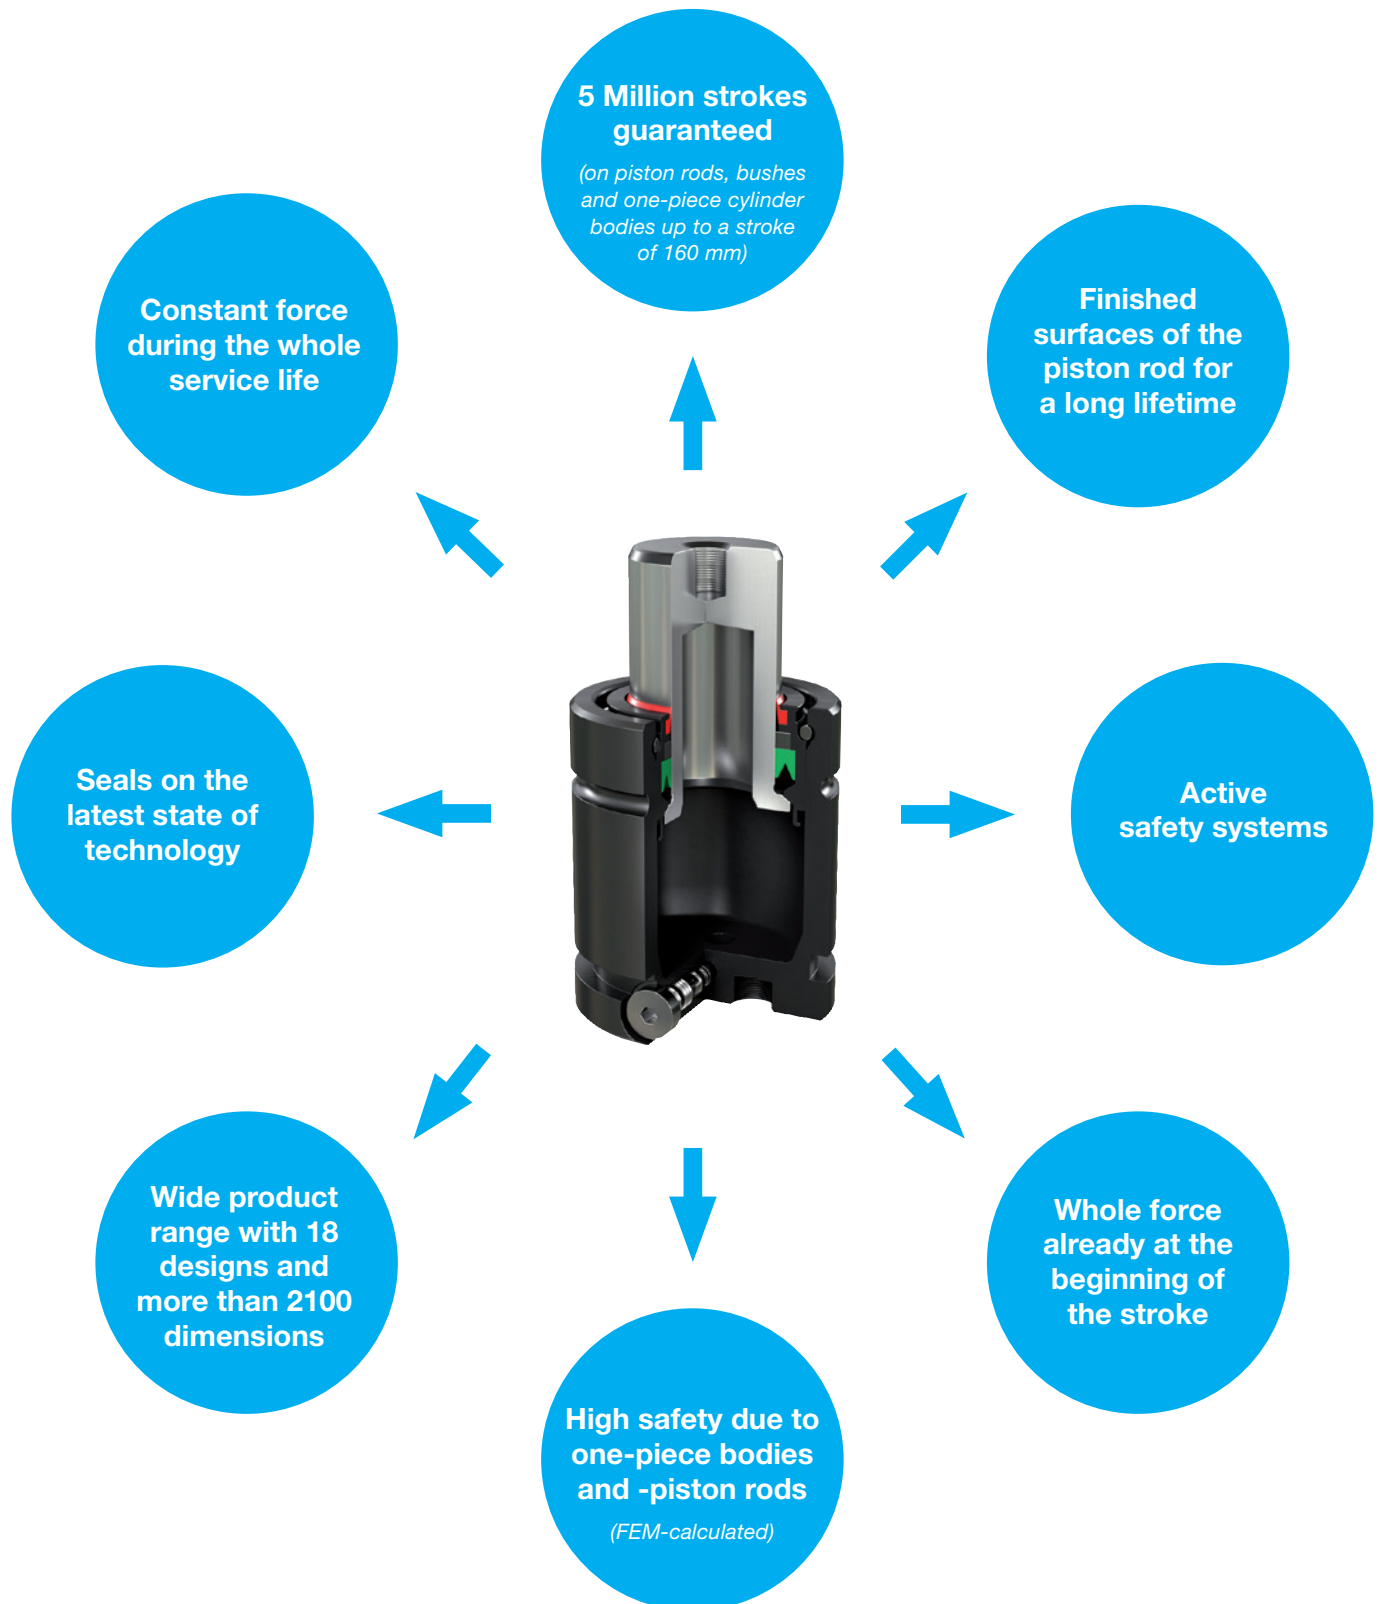 5 Million strokes
guaranteed
(on piston rods, bushes
and one-piece cylinder
bodies up to a stroke
of 160 mm)
Constant force
during the whole
service life
Finished
surfaces of the
piston rod for
a long lifetime
Seals on the
latest state of
technology
Active
safety systems
Wide product
range with 18
designs and
more than 2100
dimensions
Whole force
already at the
beginning of
the stroke
High safety due to
one-piece bodies
and -piston rods
(FEM-calculated)